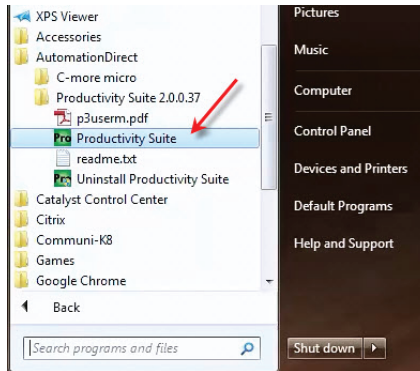 XPS Viewer
Accessories
AutomationDirect
C-more micro
Productivity Suite 2.0.0.37
p3userm.pdf
Pro Productivity Suite
readme.txt
Pro Uninstall Productivity Suite
Catalyst Control Center
Citrix
Communi-K8
Games
Google Chrome
Back
Search programs and files
Pictures
Music
Computer
Control Panel
Devices and Printers
Default Programs
Help and Support
Shut down